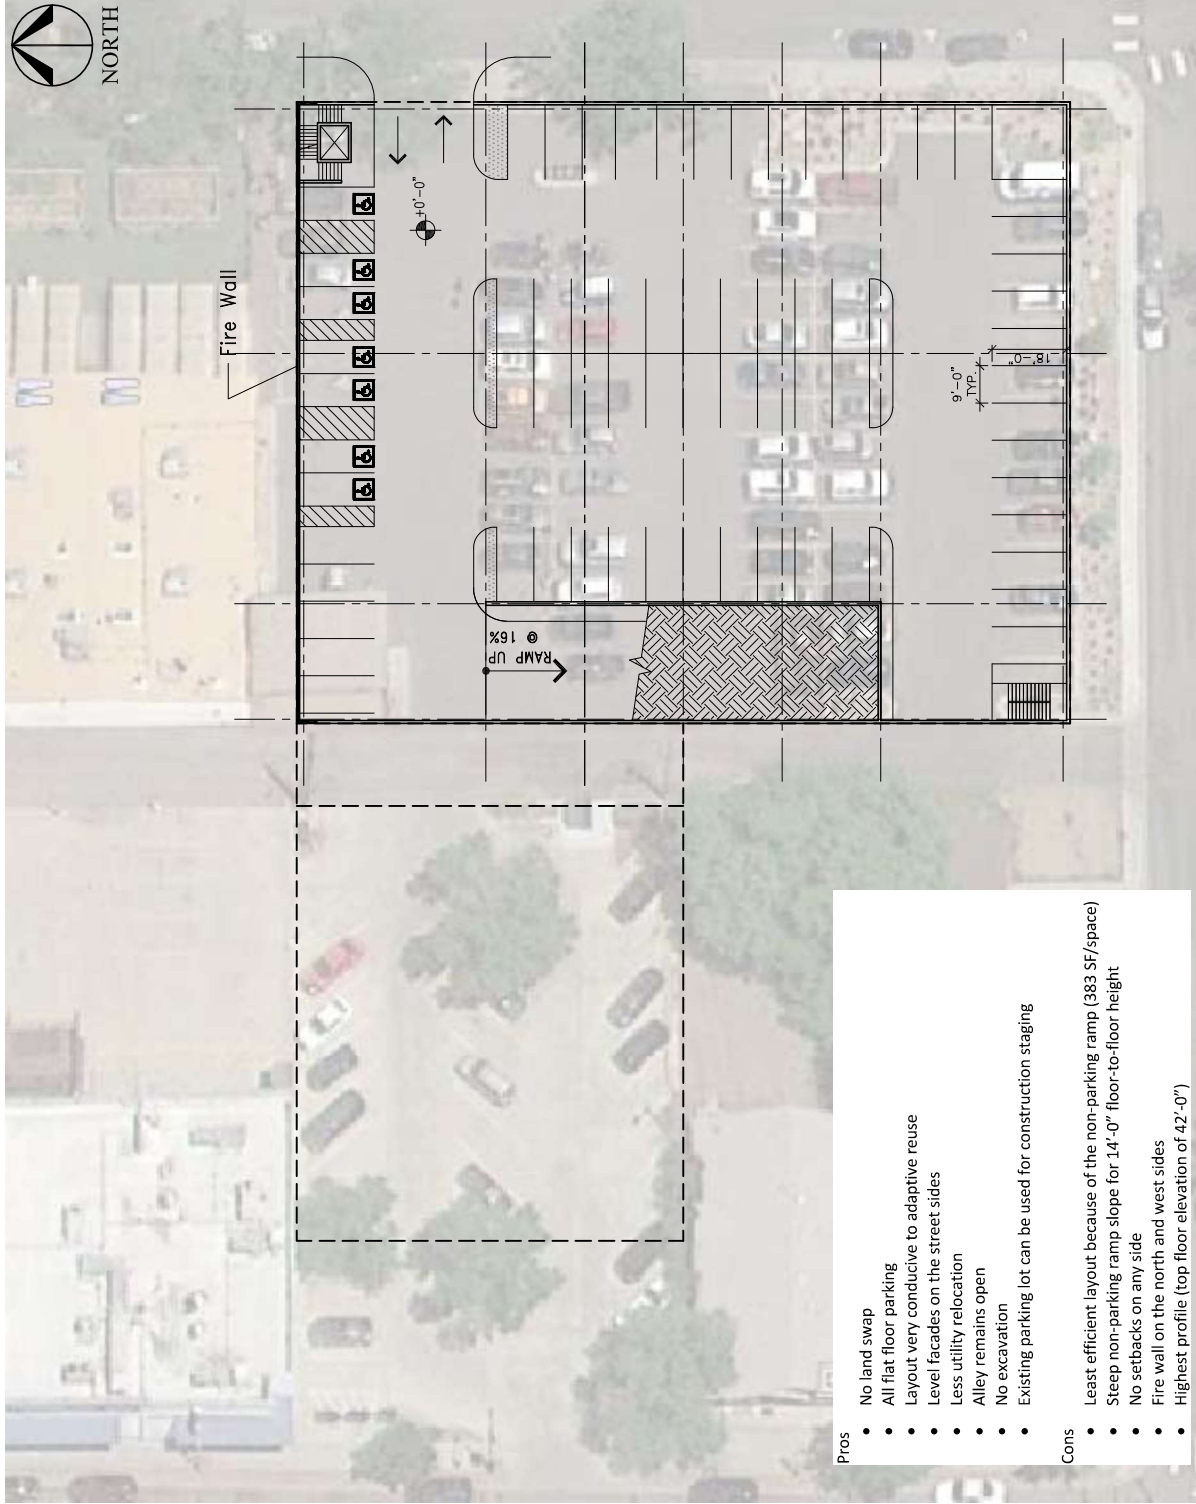 NORTH
Fire Wall
+0'-0"
RAMP UP
@ 16%
9'-0"
TYP.
18'-0"
Pros
• No land swap
• All flat floor parking
• Layout very conducive to adaptive reuse
• Level facades on the street sides
• Less utility relocation
• Alley remains open
• No excavation
• Existing parking lot can be used for construction staging
Cons
• Least efficient layout because of the non-parking ramp (383 SF/space)
• Steep non-parking ramp slope for 14'-0" floor-to-floor height
• No setbacks on any side
• Fire wall on the north and west sides
• Highest profile (top floor elevation of 42'-0")